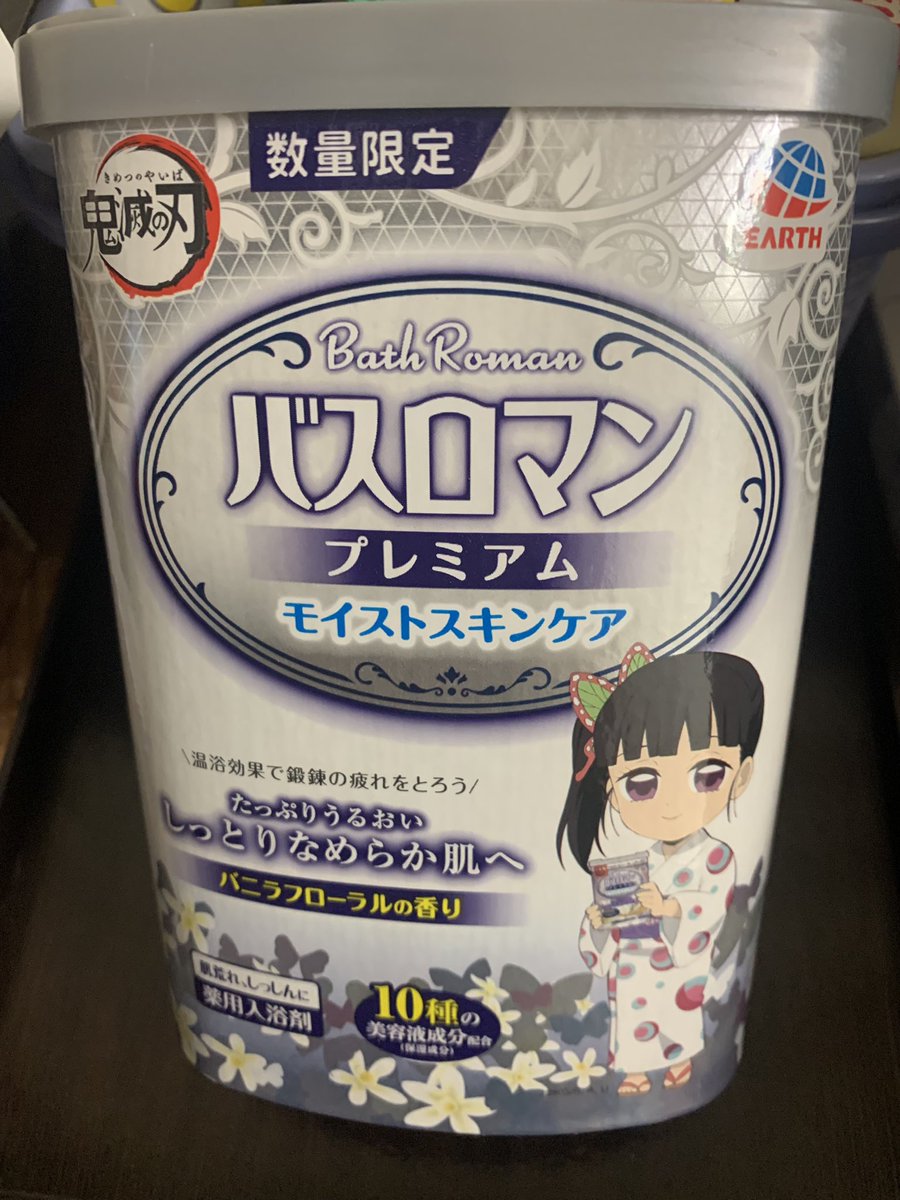 数量限定
きめつのやいば
鬼滅の刃
EARTH
Bath Roman
バスロマン
プレミアム
モイストスキンケア
\温浴効果で鍛錬の疲れをとろう/
たっぷりうるおい
しっとりなめらか肌へ
バニラフローラルの香り
肌荒れ、しっしんに
薬用入浴剤
10種の
美容液成分配合
(保湿成分)